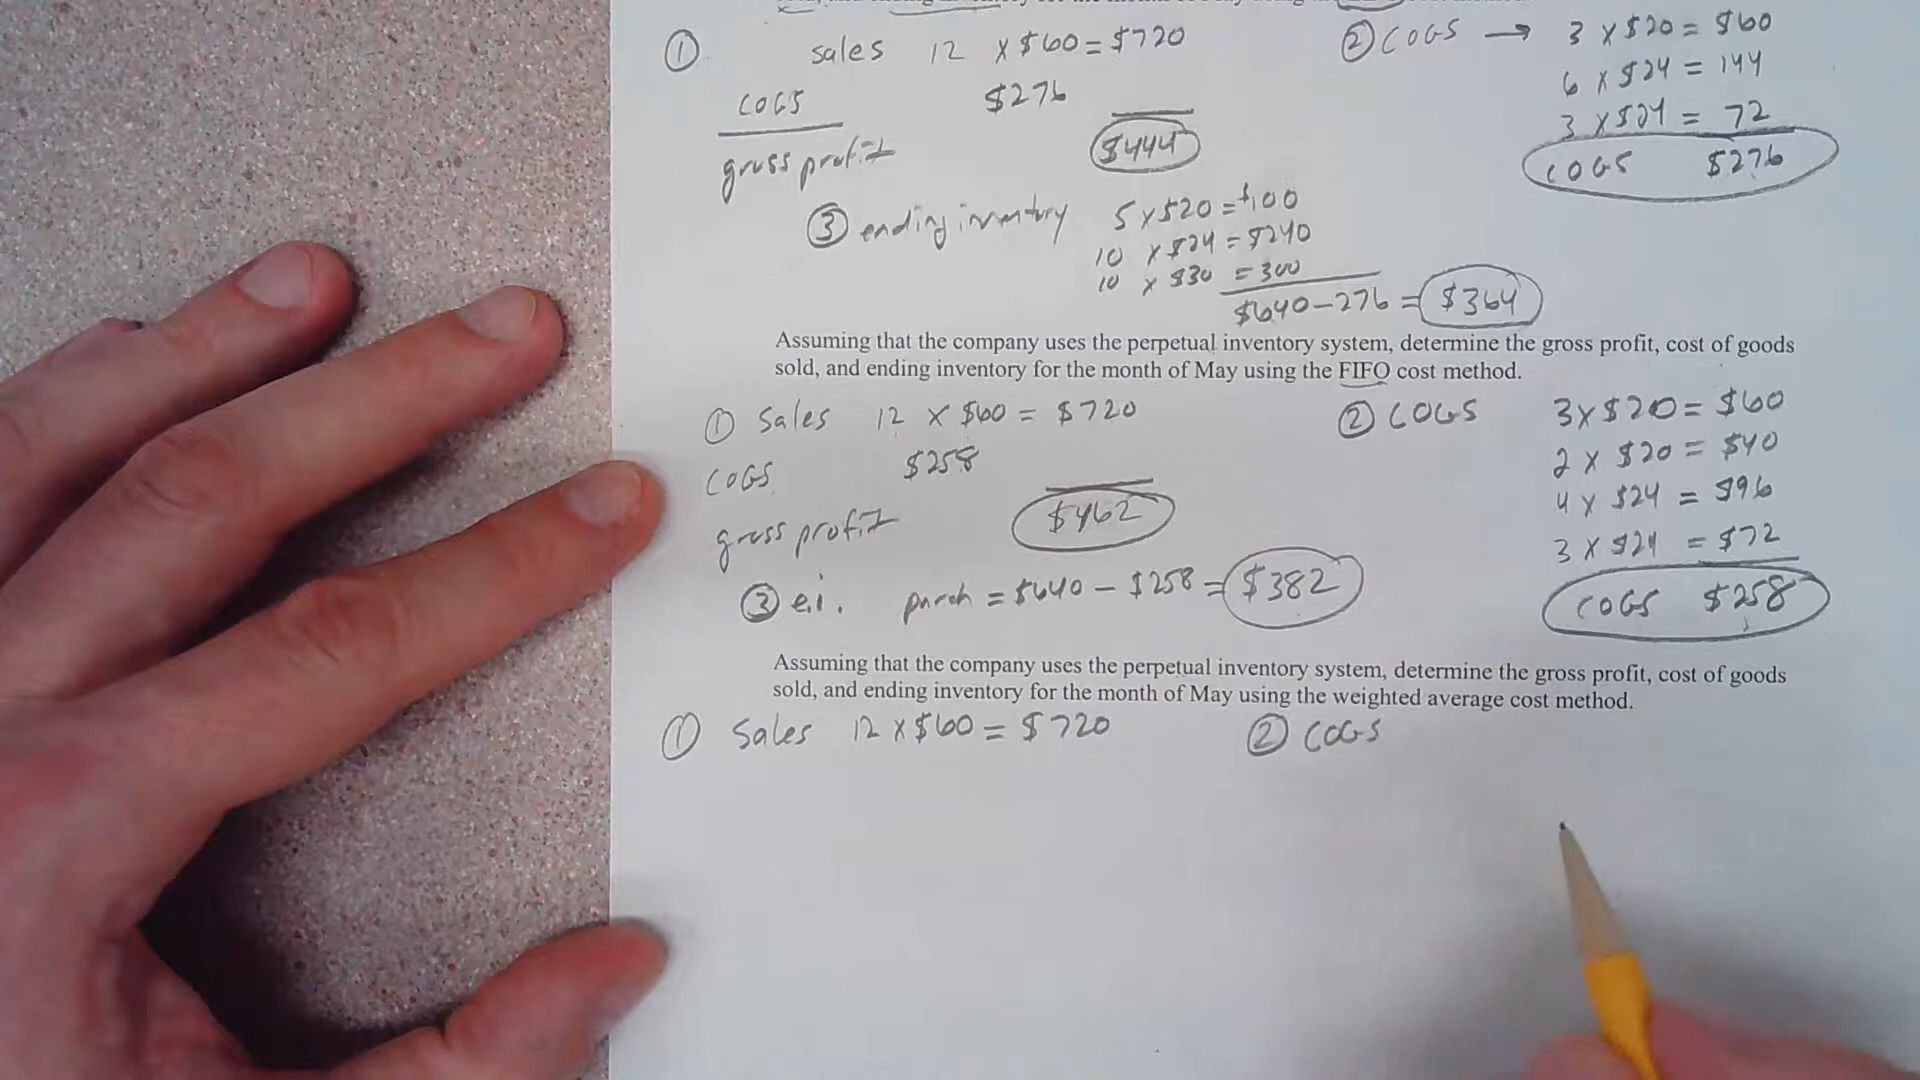 ① sales 12 x $60 = $720
COGS $276
gross profit $444
② COGS → 3 x $20 = $60
6 x $24 = 144
3 x $24 = 72
COGS $276
③ ending inventory 5 x $20 = $100
10 x $24 = $240
10 x $30 = 300
$640 - 276 = $364
Assuming that the company uses the perpetual inventory system, determine the gross profit, cost of goods
sold, and ending inventory for the month of May using the FIFO cost method.
① Sales 12 x $60 = $720
COGS $258
gross profit $462
② COGS 3 x $20 = $60
2 x $20 = $40
4 x $24 = $96
3 x $24 = $72
COGS $258
③ e.i. purch = $640 - $258 = $382
Assuming that the company uses the perpetual inventory system, determine the gross profit, cost of goods
sold, and ending inventory for the month of May using the weighted average cost method.
① Sales 12 x $60 = $720
② COGS